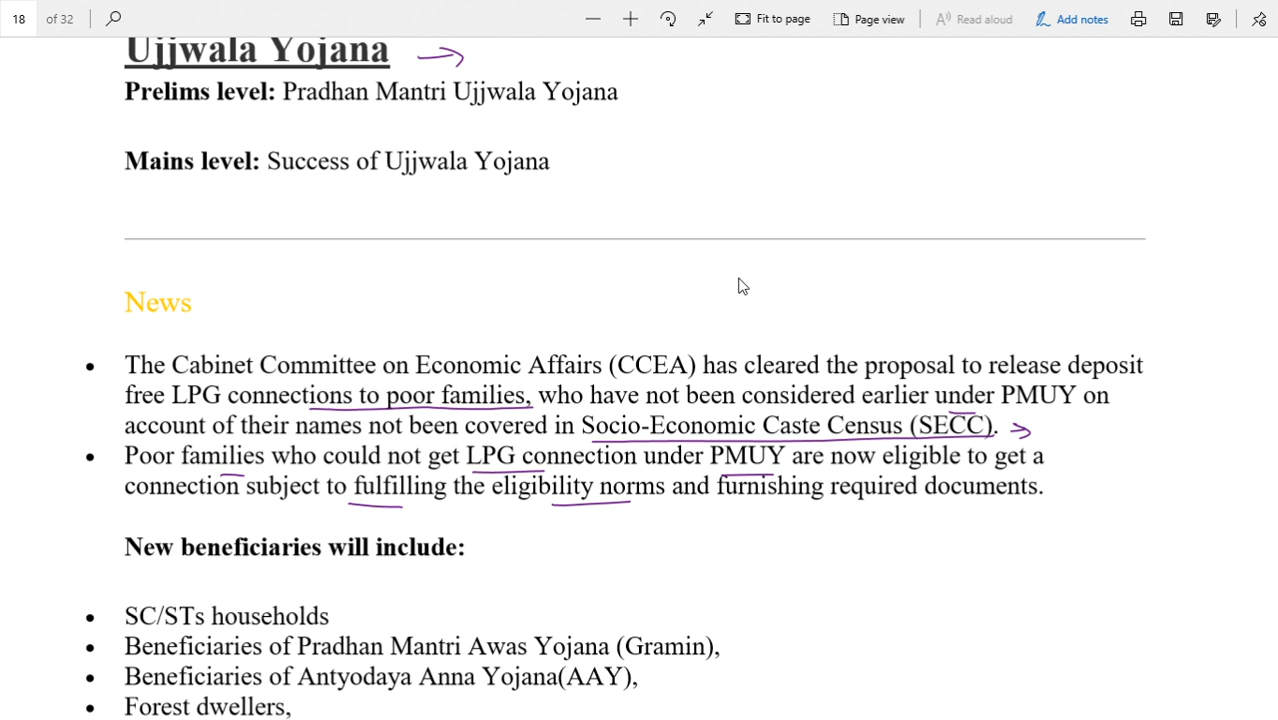 18 of 32 Fit to page Page view Read aloud Add notes
Ujjwala Yojana
Prelims level: Pradhan Mantri Ujjwala Yojana
Mains level: Success of Ujjwala Yojana
News
• The Cabinet Committee on Economic Affairs (CCEA) has cleared the proposal to release deposit
free LPG connections to poor families, who have not been considered earlier under PMUY on
account of their names not been covered in Socio-Economic Caste Census (SECC).
• Poor families who could not get LPG connection under PMUY are now eligible to get a
connection subject to fulfilling the eligibility norms and furnishing required documents.
New beneficiaries will include:
• SC/STs households
• Beneficiaries of Pradhan Mantri Awas Yojana (Gramin),
• Beneficiaries of Antyodaya Anna Yojana(AAY),
• Forest dwellers,